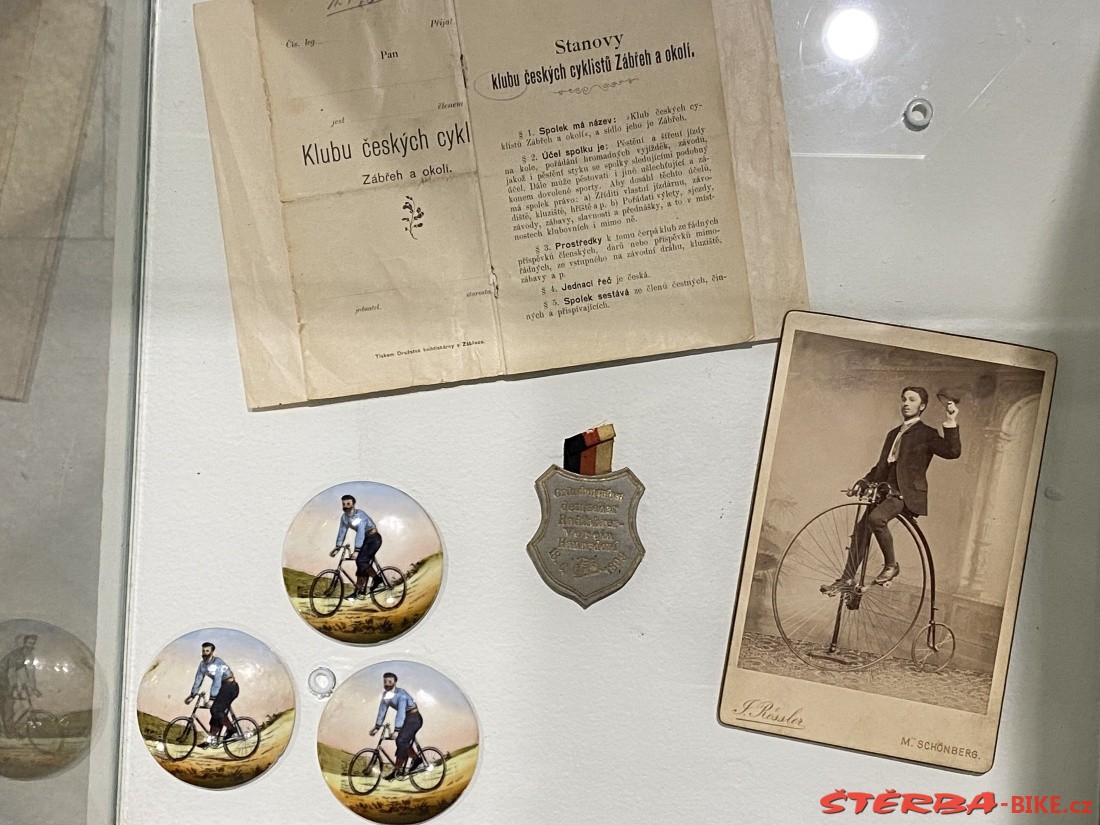 Čís. leg...
Přijat
Pan
jest
členem
Klubu českých cykl
Zábřeh a okolí.
starosta
jednatel.
Tiskem Družstva knihtiskárny v Zábřeze.
Stanovy
klubu českých cyklistů Zábřeh a okolí.
§ 1. Spolek má název: »Klub českých cy-
klistů Zábřeh a okolí«, a sídlo jeho je Zábřeh.
§ 2. Účel spolku je: Pěstění a šíření jízdy
na kole, pořádání hromadných vyjížděk, závodu,
jakož i pěstění styku se spolky sledujícími podobný
účel. Dále může pěstovati i jiné ušlechťující a zá-
konem dovolené sporty. Aby dosáhl těchto účelů,
má spolek právo: a) Zříditi vlastní jízdárnu, závo-
diště, kluziště, hřiště a p. b) Pořádati výlety, sjezdy,
závody, zábavy, slavnosti a přednášky, a to v míst-
nostech klubovních i mimo ně.
§ 3. Prostředky k tomu čerpá klub ze řádných
příspěvků členských, darů nebo příspěvků mimo-
řádných, ze vstupného na závodní dráhu, kluziště,
zábavy a p.
§ 4. Jednací řeč je česká.
§ 5. Spolek sestává ze členů čestných, čin-
ných a přispívajících.
deutscher
Radfahrer-
Verein
J. Rössler
M. SCHÖNBERG.
ŠTĚRBA-BIKE.cz